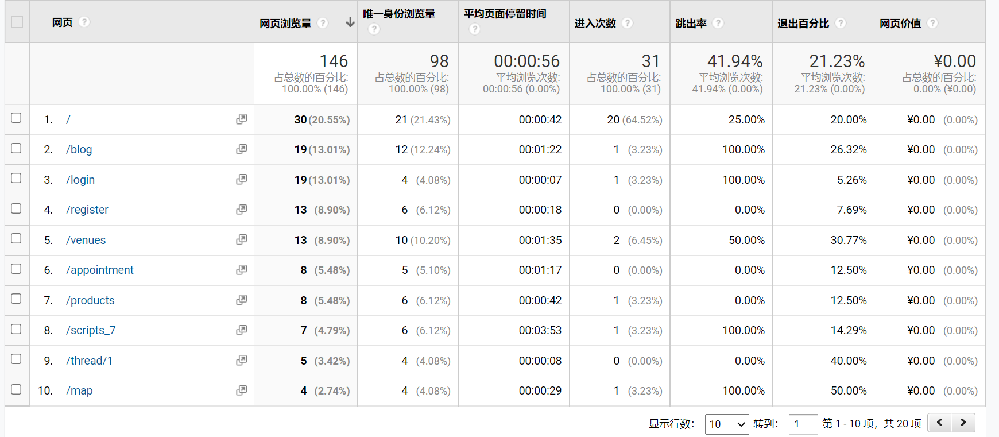 网页 ? 网页浏览量 ? 唯一身份浏览量 ? 平均页面停留时间 ? 进入次数 ? 跳出率 ? 退出百分比 ? 网页价值 ?
146 98 00:00:56 31 41.94% 21.23% ¥0.00
占总数的百分比: 占总数的百分比: 平均浏览次数: 占总数的百分比: 平均浏览次数: 平均浏览次数: 占总数的百分比:
100.00% (146) 100.00% (98) 00:00:56 (0.00%) 100.00% (31) 41.94% (0.00%) 21.23% (0.00%) 0.00% (¥0.00)
1. / 30 (20.55%) 21 (21.43%) 00:00:42 20 (64.52%) 25.00% 20.00% ¥0.00 (0.00%)
2. /blog 19 (13.01%) 12 (12.24%) 00:01:22 1 (3.23%) 100.00% 26.32% ¥0.00 (0.00%)
3. /login 19 (13.01%) 4 (4.08%) 00:00:07 1 (3.23%) 100.00% 5.26% ¥0.00 (0.00%)
4. /register 13 (8.90%) 6 (6.12%) 00:00:18 0 (0.00%) 0.00% 7.69% ¥0.00 (0.00%)
5. /venues 13 (8.90%) 10 (10.20%) 00:01:35 2 (6.45%) 50.00% 30.77% ¥0.00 (0.00%)
6. /appointment 8 (5.48%) 5 (5.10%) 00:01:17 0 (0.00%) 0.00% 12.50% ¥0.00 (0.00%)
7. /products 8 (5.48%) 6 (6.12%) 00:00:42 1 (3.23%) 0.00% 12.50% ¥0.00 (0.00%)
8. /scripts_7 7 (4.79%) 6 (6.12%) 00:03:53 1 (3.23%) 100.00% 14.29% ¥0.00 (0.00%)
9. /thread/1 5 (3.42%) 4 (4.08%) 00:00:08 0 (0.00%) 0.00% 40.00% ¥0.00 (0.00%)
10. /map 4 (2.74%) 4 (4.08%) 00:00:29 1 (3.23%) 100.00% 50.00% ¥0.00 (0.00%)
显示行数： 10 转到： 1 第 1 - 10 项，共 20 项